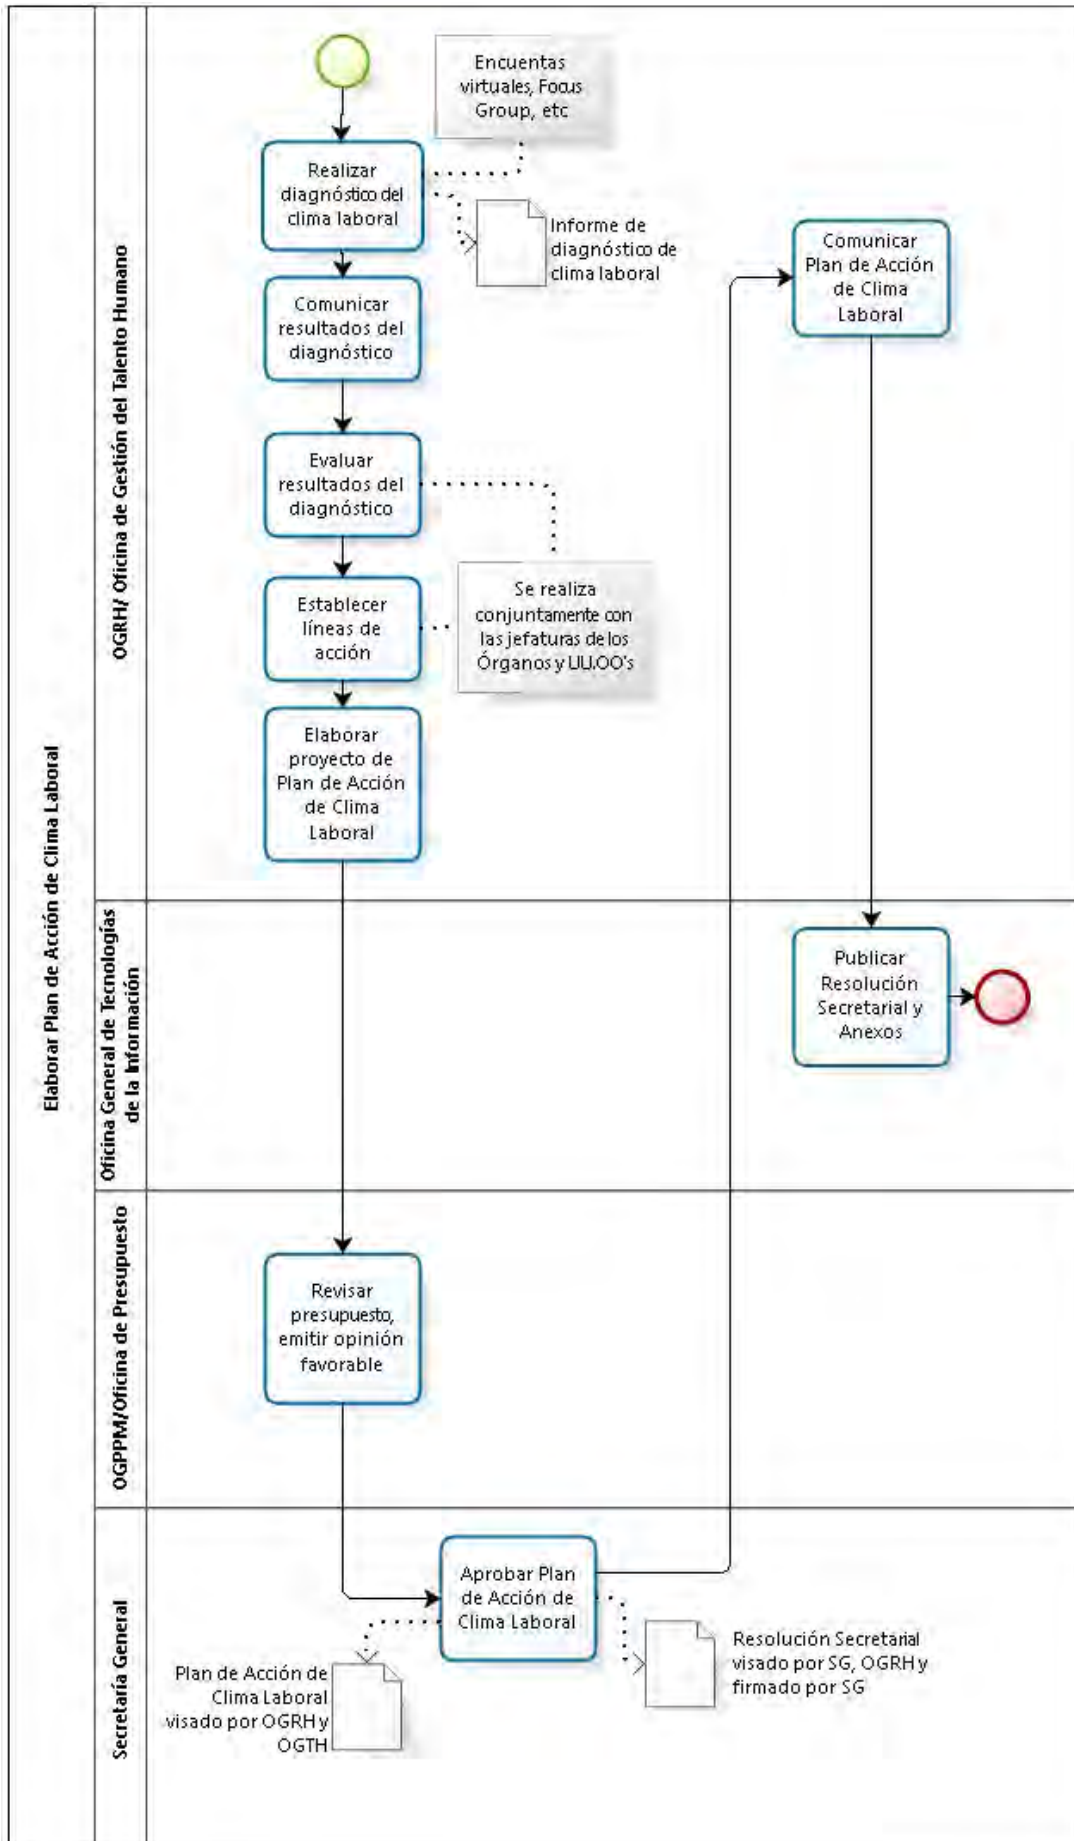 Elaborar Plan de Acción de Clima Laboral
OGRH/ Oficina de Gestión del Talento Humano
Encuentas
virtuales, Focus
Group, etc
Realizar
diagnóstico del
clima laboral
Informe de
diagnóstico de
clima laboral
Comunicar
resultados del
diagnóstico
Evaluar
resultados del
diagnóstico
Se realiza
conjuntamente con
las jefaturas de los
Órganos y UU.OO's
Establecer
líneas de
acción
Elaborar
proyecto de
Plan de Acción
de Clima
Laboral
Comunicar
Plan de Acción
de Clima
Laboral
Oficina General de Tecnologías
de la Información
Publicar
Resolución
Secretarial y
Anexos
OGPPM/Oficina de Presupuesto
Revisar
presupuesto,
emitir opinión
favorable
Secretaría General
Aprobar Plan
de Acción de
Clima Laboral
Plan de Acción de
Clima Laboral
visado por OGRH y
OGTH
Resolución Secretarial
visado por SG, OGRH y
firmado por SG